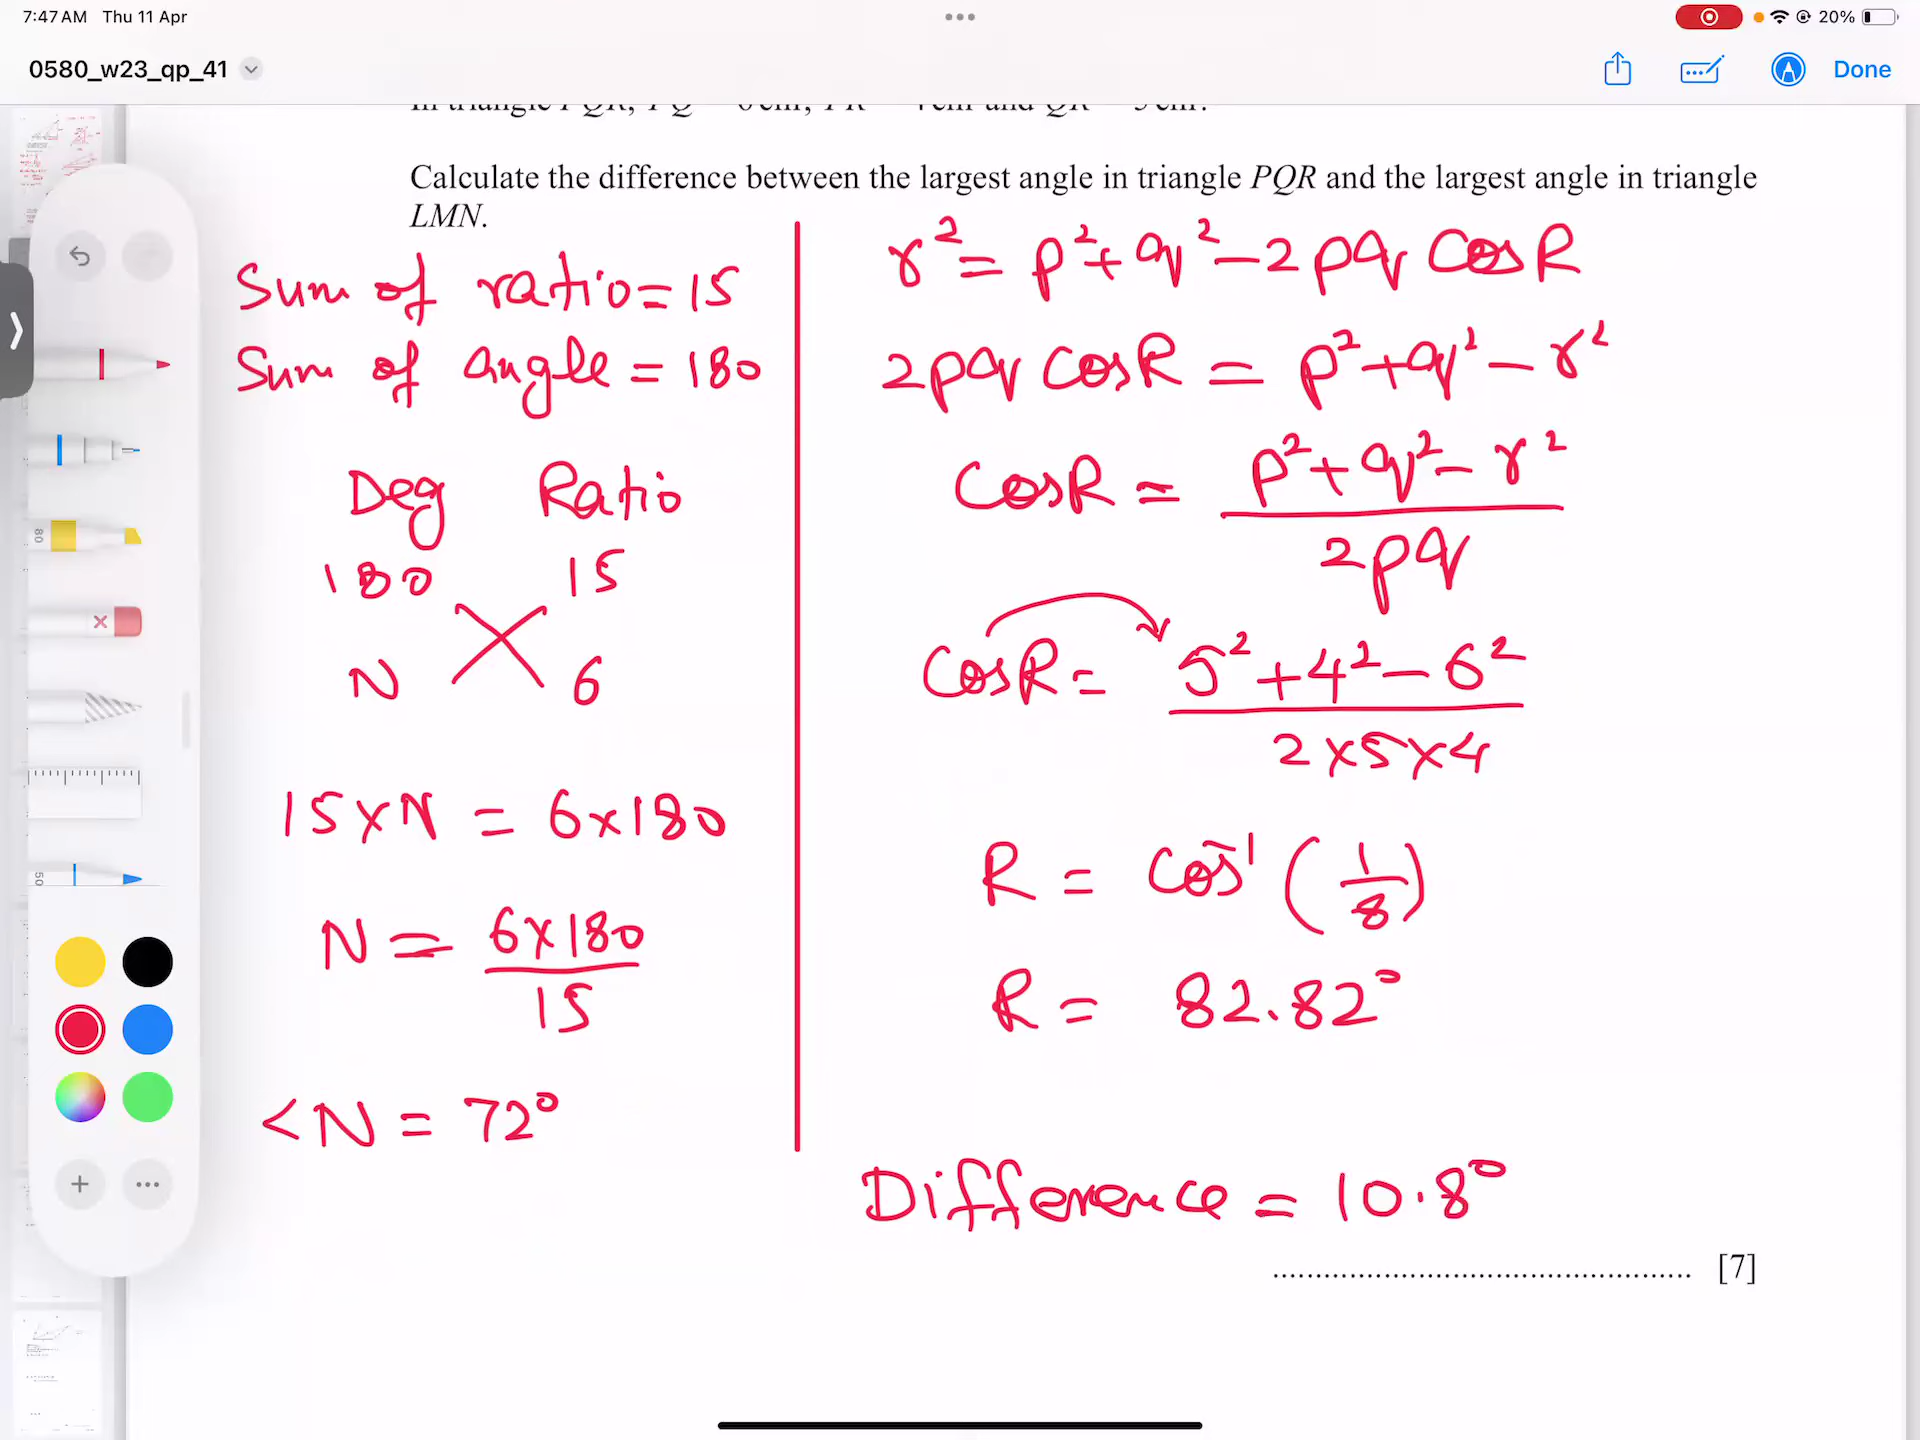 7:47 AM Thu 11 Apr
20%
0580_w23_qp_41
Done
Calculate the difference between the largest angle in triangle PQR and the largest angle in triangle
LMN.
Sum of ratio = 15
Sum of angle = 180
Deg Ratio
180 15
N 6
15 × N = 6 × 180
N = 6 × 180 / 15
< N = 72°
r² = p² + q² − 2pq Cos R
2pq Cos R = p² + q² − r²
Cos R = p² + q² − r² / 2pq
Cos R = 5² + 4² − 6² / 2 × 5 × 4
R = Cos⁻¹ (1/8)
R = 82.82°
Difference = 10.8°
[7]
80
50